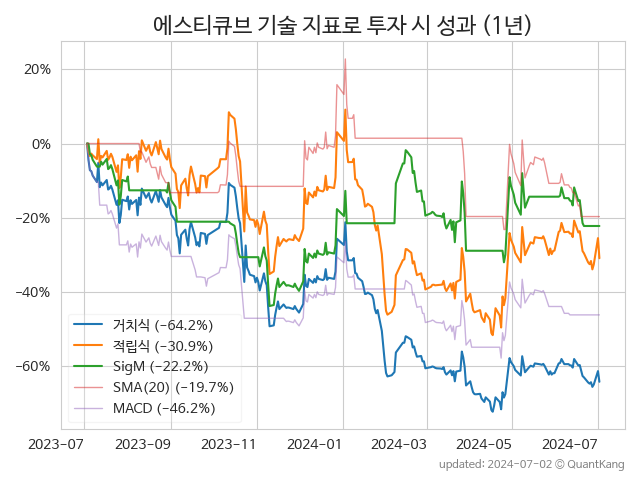 에스티큐브 기술 지표로 투자 시 성과 (1년)
20%
0%
−20%
−40%
−60%
거치식 (−64.2%)
적립식 (−30.9%)
SigM (−22.2%)
SMA(20) (−19.7%)
MACD (−46.2%)
2023-07 2023-09 2023-11 2024-01 2024-03 2024-05 2024-07
updated: 2024-07-02 © QuantKang